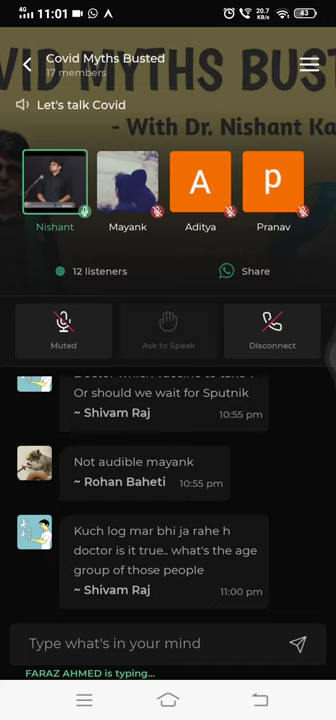 4G 11:01
20.7 KB/s 43
Covid Myths Busted
17 members
VID MYTHS BUS
Let's talk Covid
- With Dr. Nishant Ka
A P
Nishant Mayank Aditya Pranav
12 listeners Share
Muted Ask to Speak Disconnect
Or should we wait for Sputnik
~ Shivam Raj 10:55 pm
Not audible mayank
~ Rohan Baheti 10:55 pm
Kuch log mar bhi ja rahe h
doctor is it true.. what's the age
group of those people
~ Shivam Raj 11:00 pm
Type what's in your mind
FARAZ AHMED is typing...